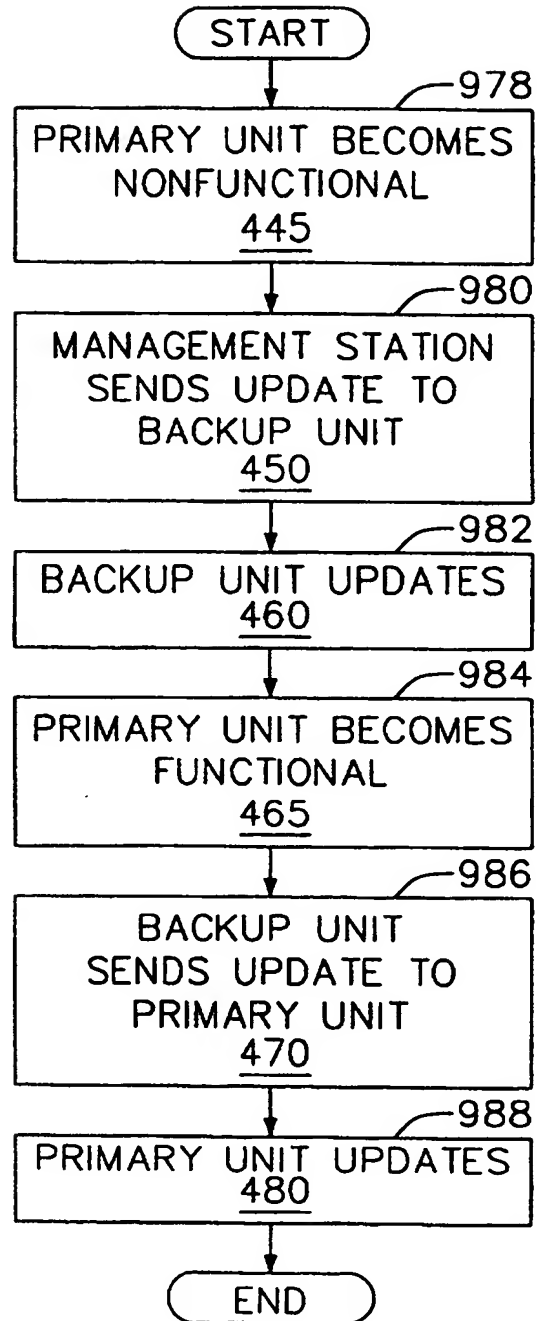 START
978
PRIMARY UNIT BECOMES
NONFUNCTIONAL
445
980
MANAGEMENT STATION
SENDS UPDATE TO
BACKUP UNIT
450
982
BACKUP UNIT UPDATES
460
984
PRIMARY UNIT BECOMES
FUNCTIONAL
465
986
BACKUP UNIT
SENDS UPDATE TO
PRIMARY UNIT
470
988
PRIMARY UNIT UPDATES
480
END